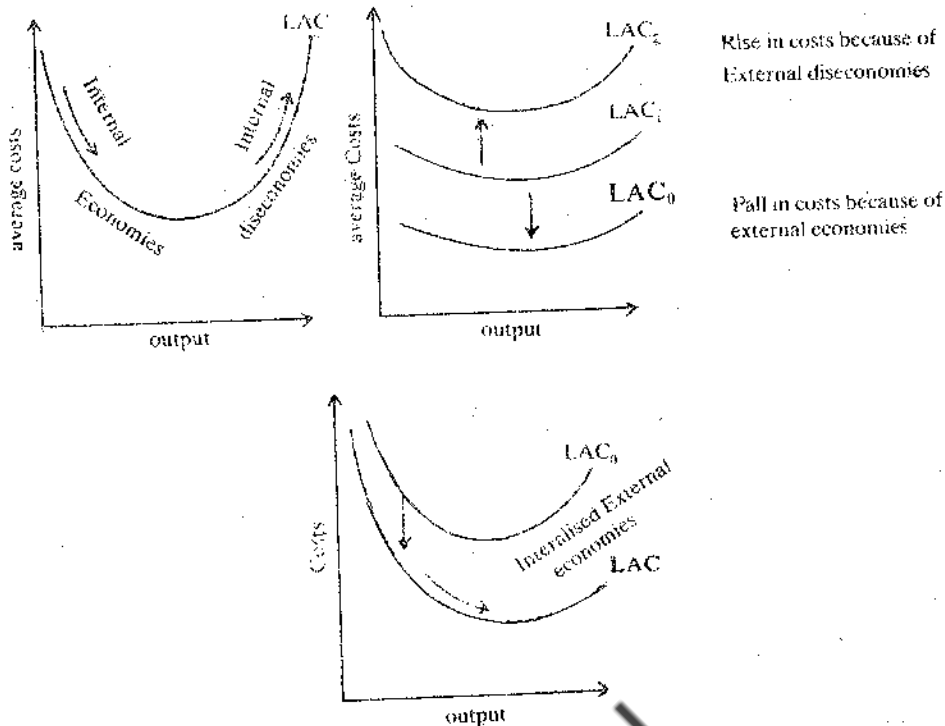 LAC
Internal
Economies
Internal
diseconomies
average costs
output
LAC₂
LAC₁
LAC₀
average Costs
output
Rise in costs because of
External diseconomies
Pall in costs because of
external economies
LAC₀
Interalised External
economies
LAC
Costs
output